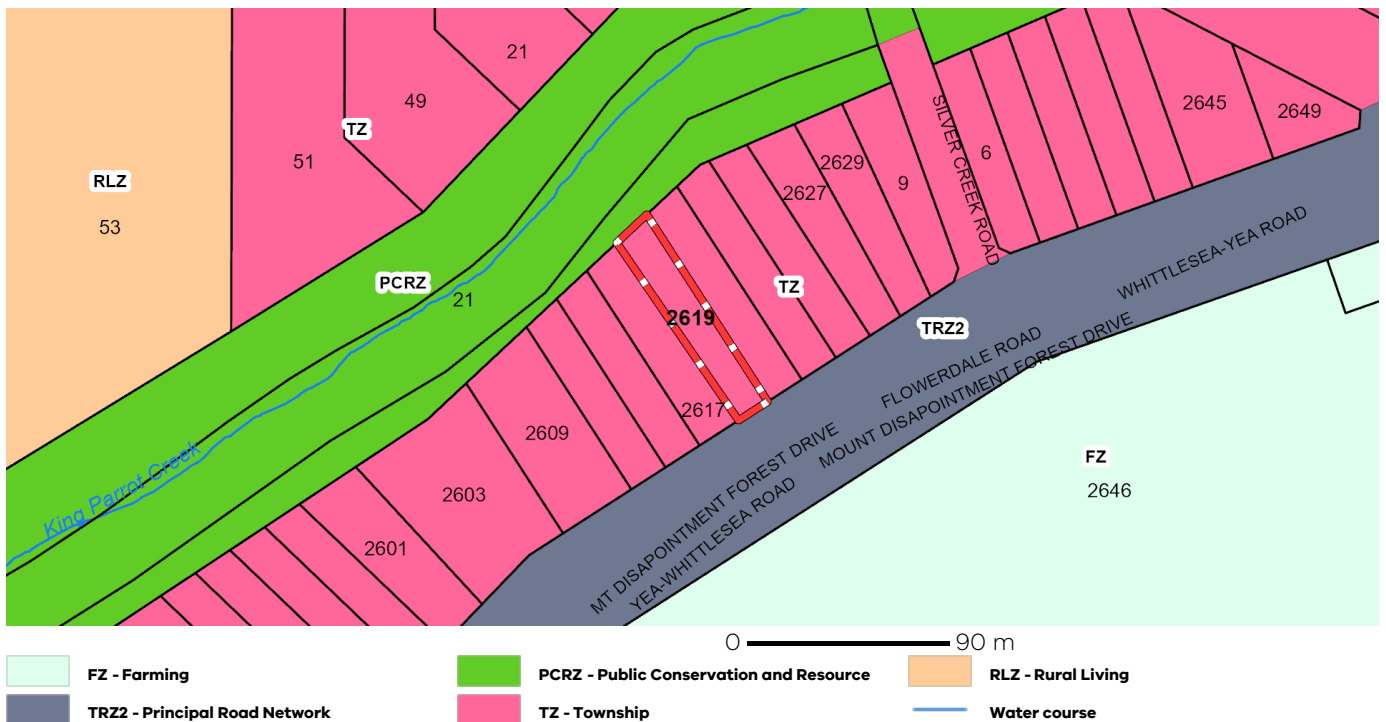 21
49
TZ
51
RLZ
53
PCRZ
21
King Parrot Creek
2619
TZ
2627
2629
9
SILVER CREEK ROAD
6
2645
2649
WHITTLESEA-YEA ROAD
TRZ2
FLOWERDALE ROAD
MOUNT DISAPPOINTMENT FOREST DRIVE
2617
2609
2603
2601
MT DISAPOINTMENT FOREST DRIVE
YEA-WHITTLESEA ROAD
FZ
2646
0 90 m
FZ - Farming
PCRZ - Public Conservation and Resource
RLZ - Rural Living
TRZ2 - Principal Road Network
TZ - Township
Water course